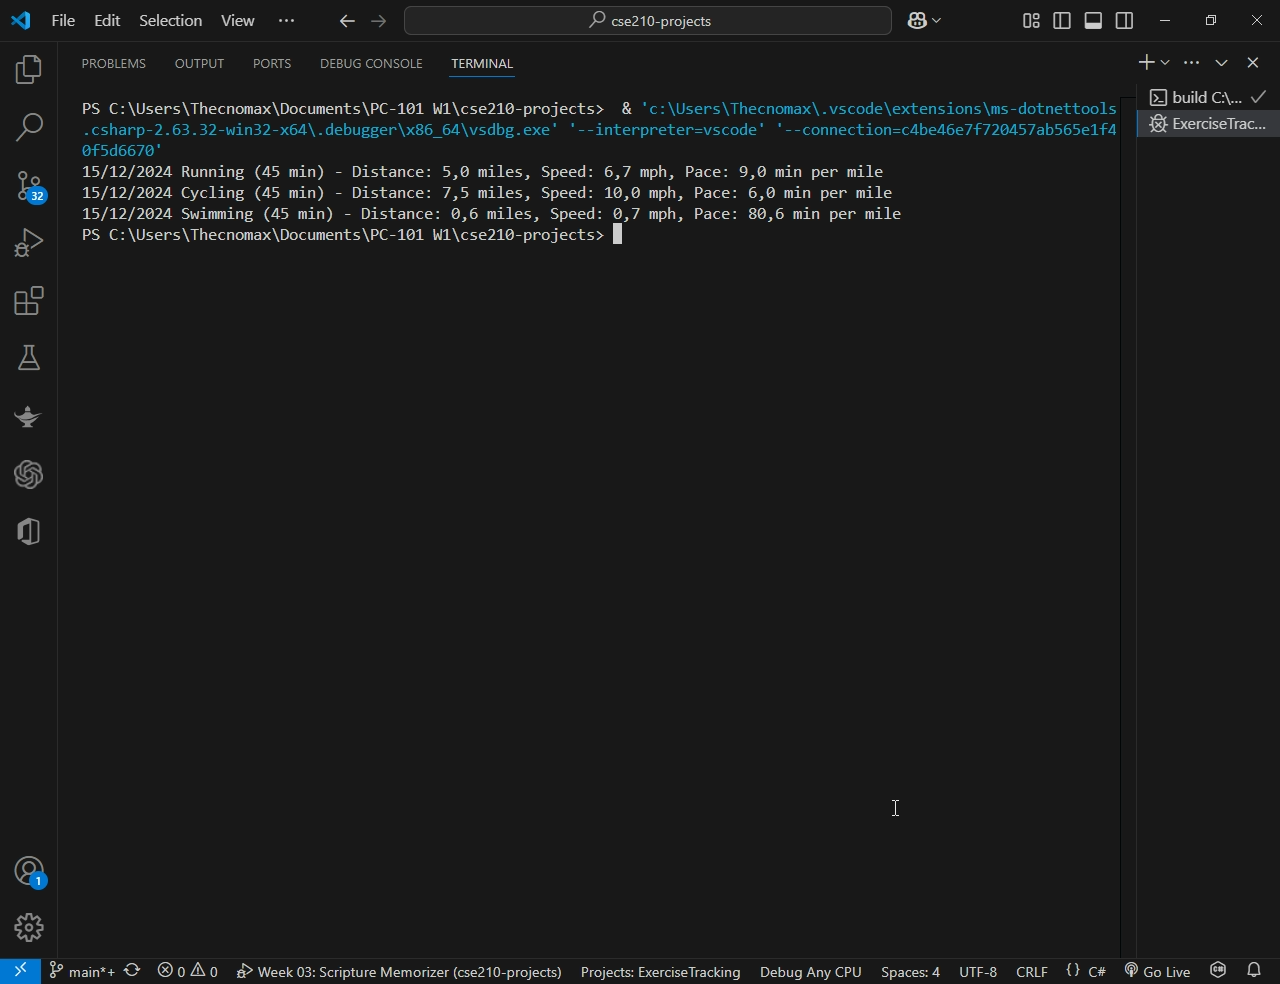 File Edit Selection View ··· cse210-projects
PROBLEMS OUTPUT PORTS DEBUG CONSOLE TERMINAL
PS C:\Users\Thecnomax\Documents\PC-101 W1\cse210-projects>  & 'c:\Users\Thecnomax\.vscode\extensions\ms-dotnettools
.csharp-2.63.32-win32-x64\.debugger\x86_64\vsdbg.exe' '--interpreter=vscode' '--connection=c4be46e7f720457ab565e1f4
0f5d6670'
15/12/2024 Running (45 min) - Distance: 5,0 miles, Speed: 6,7 mph, Pace: 9,0 min per mile
15/12/2024 Cycling (45 min) - Distance: 7,5 miles, Speed: 10,0 mph, Pace: 6,0 min per mile
15/12/2024 Swimming (45 min) - Distance: 0,6 miles, Speed: 0,7 mph, Pace: 80,6 min per mile
PS C:\Users\Thecnomax\Documents\PC-101 W1\cse210-projects>
build C:\...
ExerciseTrac...
32
1
main*+ 0 0 Week 03: Scripture Memorizer (cse210-projects) Projects: ExerciseTracking Debug Any CPU Spaces: 4 UTF-8 CRLF {} C# Go Live